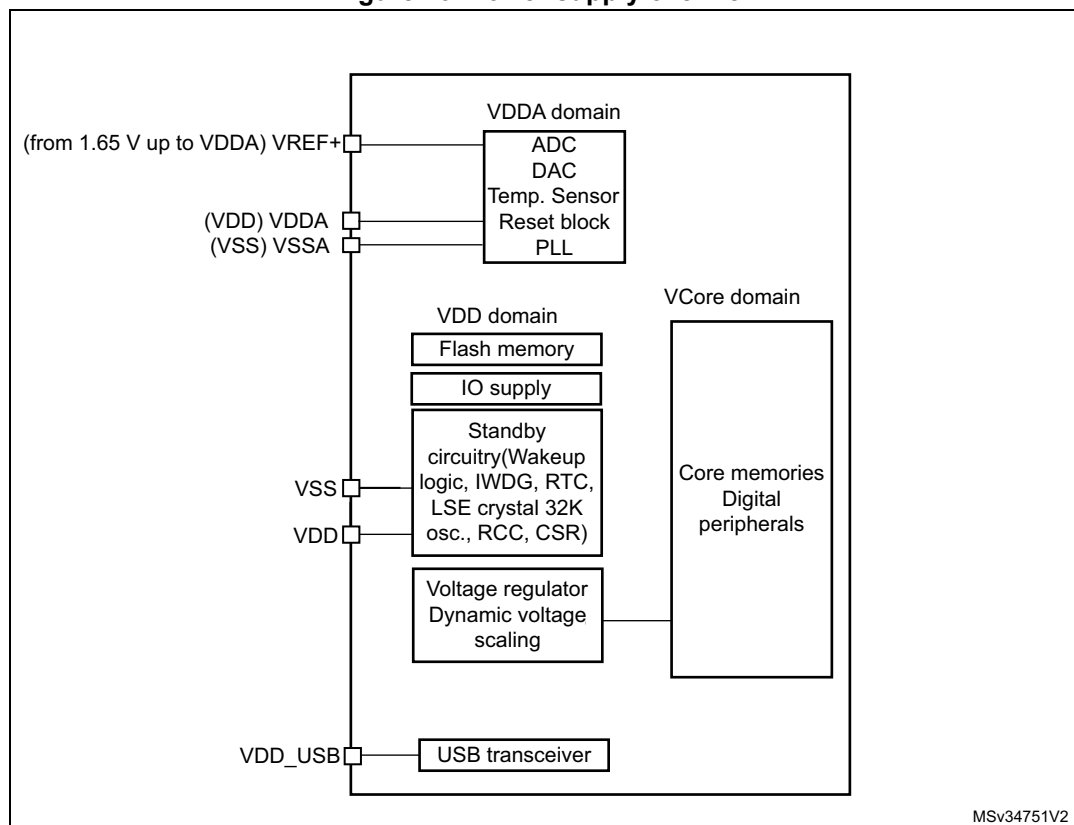 VDDA domain
(from 1.65 V up to VDDA) VREF+
ADC
DAC
Temp. Sensor
(VDD) VDDA
Reset block
(VSS) VSSA
PLL
VCore domain
VDD domain
Flash memory
IO supply
Standby
circuitry(Wakeup
logic, IWDG, RTC,
LSE crystal 32K
osc., RCC, CSR)
VSS
VDD
Core memories
Digital
peripherals
Voltage regulator
Dynamic voltage
scaling
VDD_USB
USB transceiver
MSv34751V2